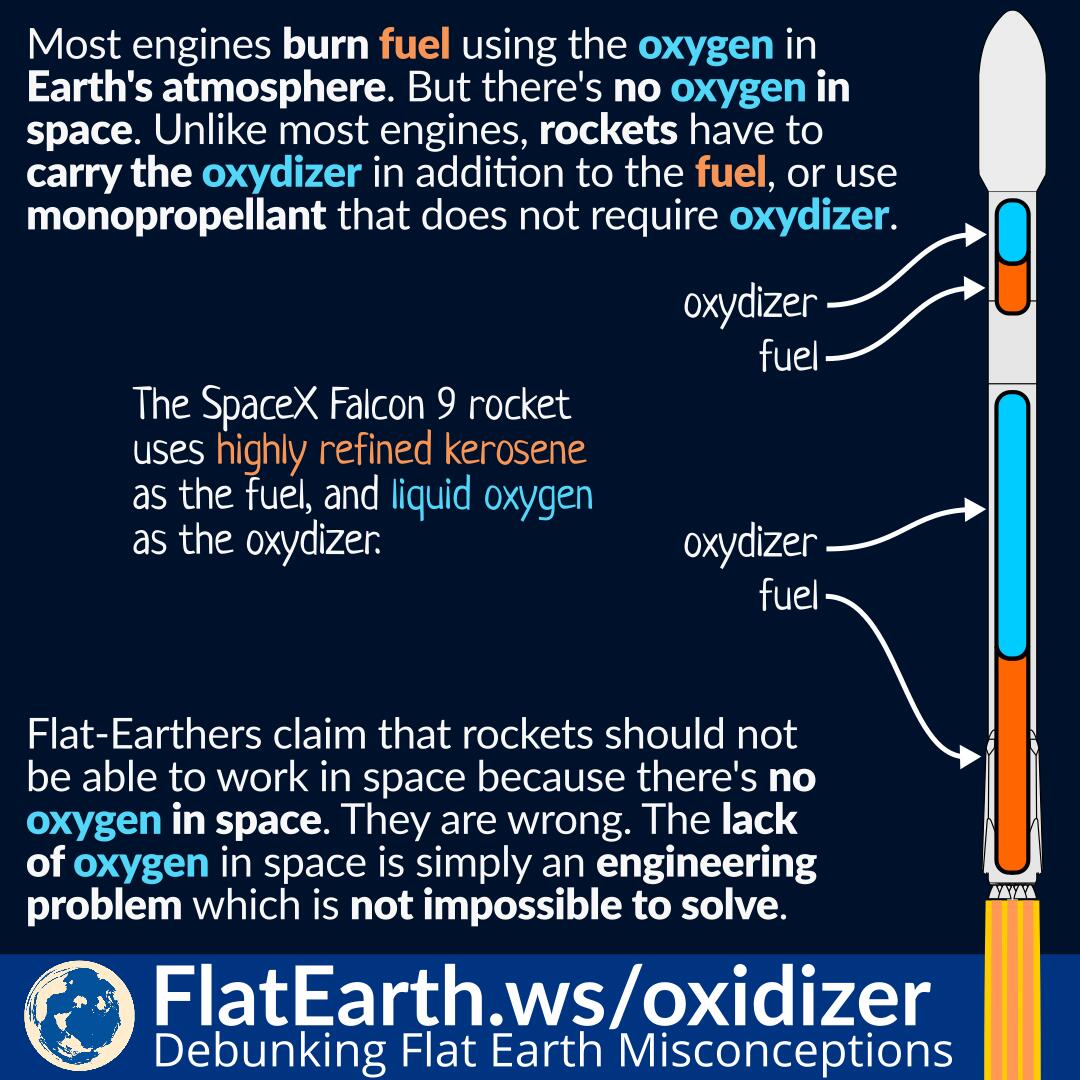 Most engines burn fuel using the oxygen in
Earth's atmosphere. But there's no oxygen in
space. Unlike most engines, rockets have to
carry the oxydizer in addition to the fuel, or use
monopropellant that does not require oxydizer.
oxydizer
fuel
The SpaceX Falcon 9 rocket
uses highly refined kerosene
as the fuel, and liquid oxygen
as the oxydizer.
oxydizer
fuel
Flat-Earthers claim that rockets should not
be able to work in space because there's no
oxygen in space. They are wrong. The lack
of oxygen in space is simply an engineering
problem which is not impossible to solve.
FlatEarth.ws/oxidizer
Debunking Flat Earth Misconceptions